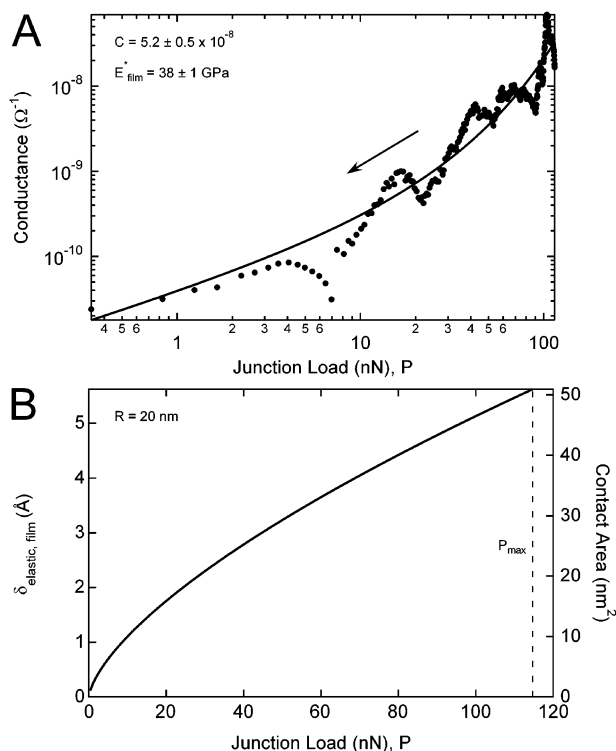 A
C = 5.2 ± 0.5 x 10⁻⁸
E*film = 38 ± 1 GPa
Conductance (Ω⁻¹)
10⁻⁸
10⁻⁹
10⁻¹⁰
4 5 6 2 3 4 5 6 2 3 4 5 6
1 10 100
Junction Load (nN), P
B
R = 20 nm
δelastic, film (Å)
5
4
3
2
1
0
Pmax
50
40
30
20
10
0
Contact Area (nm²)
0 20 40 60 80 100 120
Junction Load (nN), P